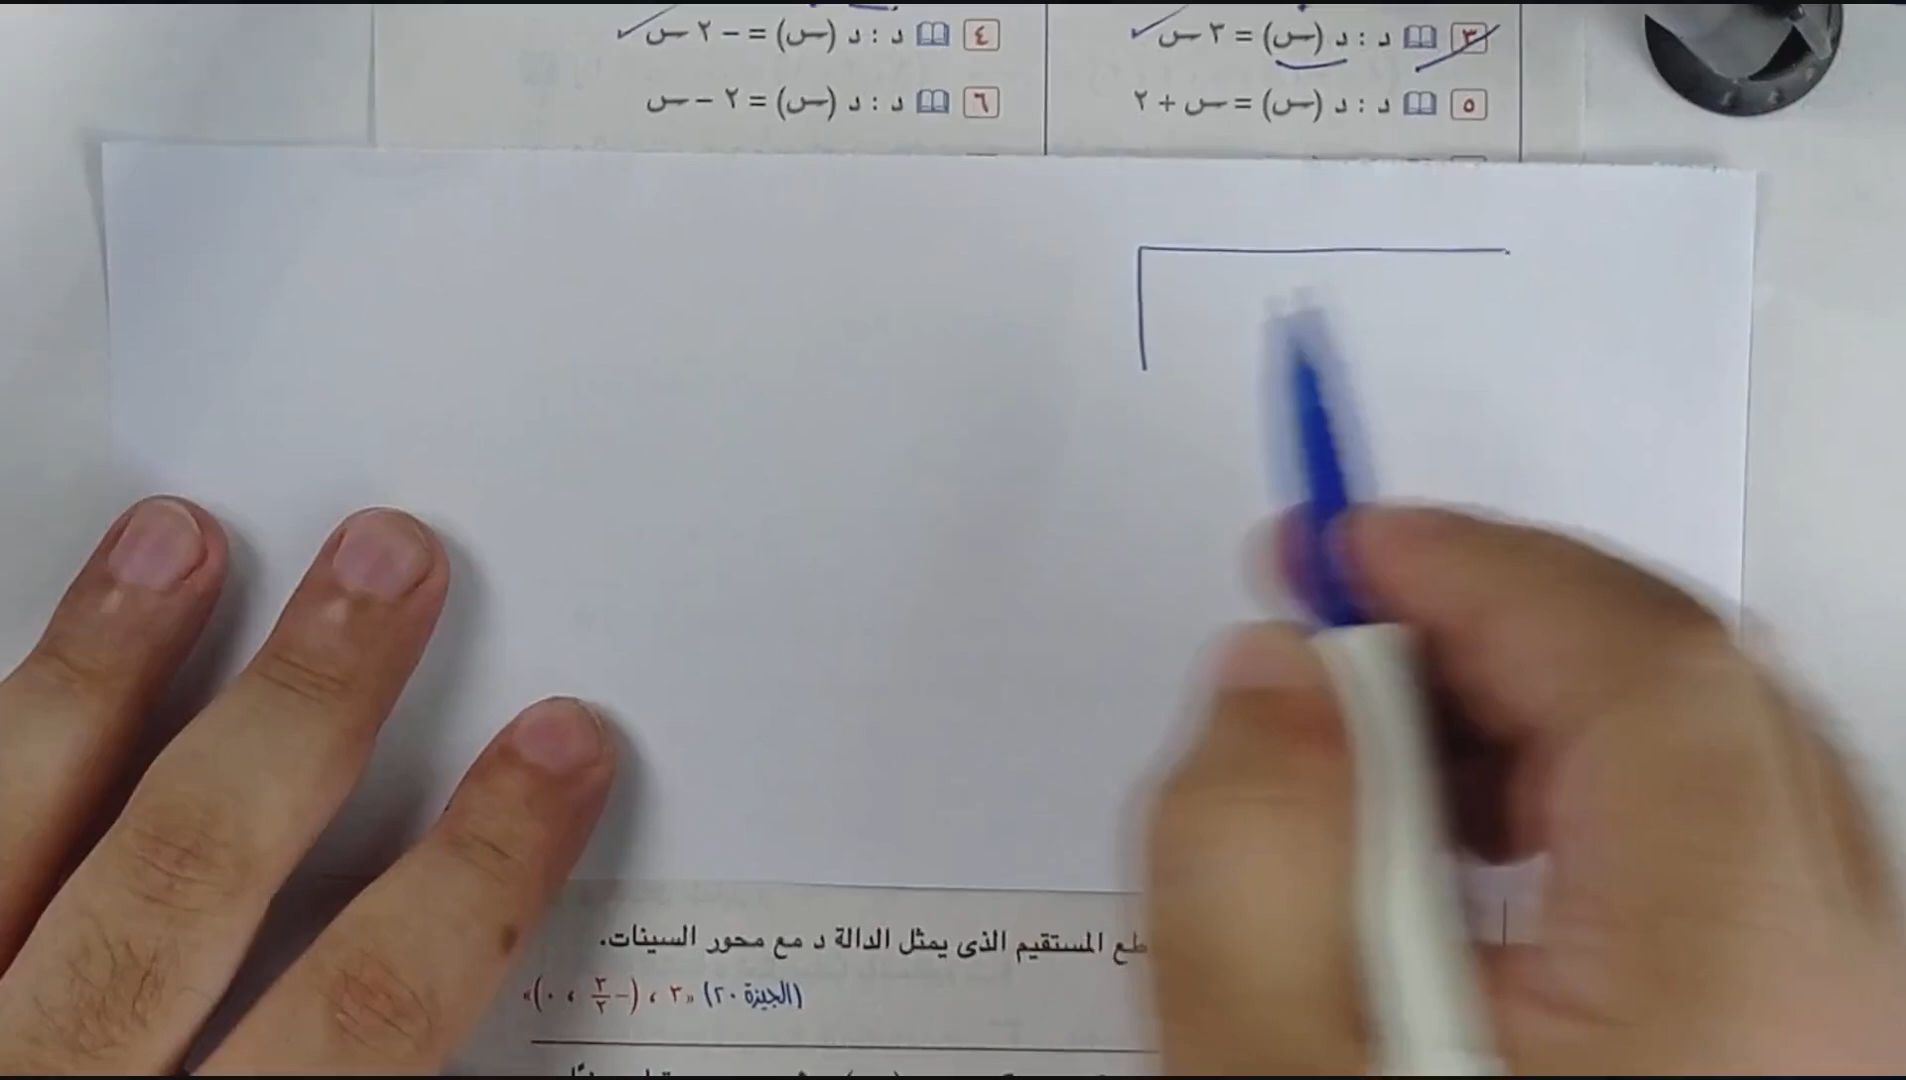 ٣ د : د (س) = ٣ س
٤ د : د (س) = − ٢ س
٥ د : د (س) = س + ٢
٦ د : د (س) = ٢ − س
المستقيم الذى يمثل الدالة د مع محور السينات.
(الجيزة ٢٠) «٣ ، (−٣/٢ ، ٠)»